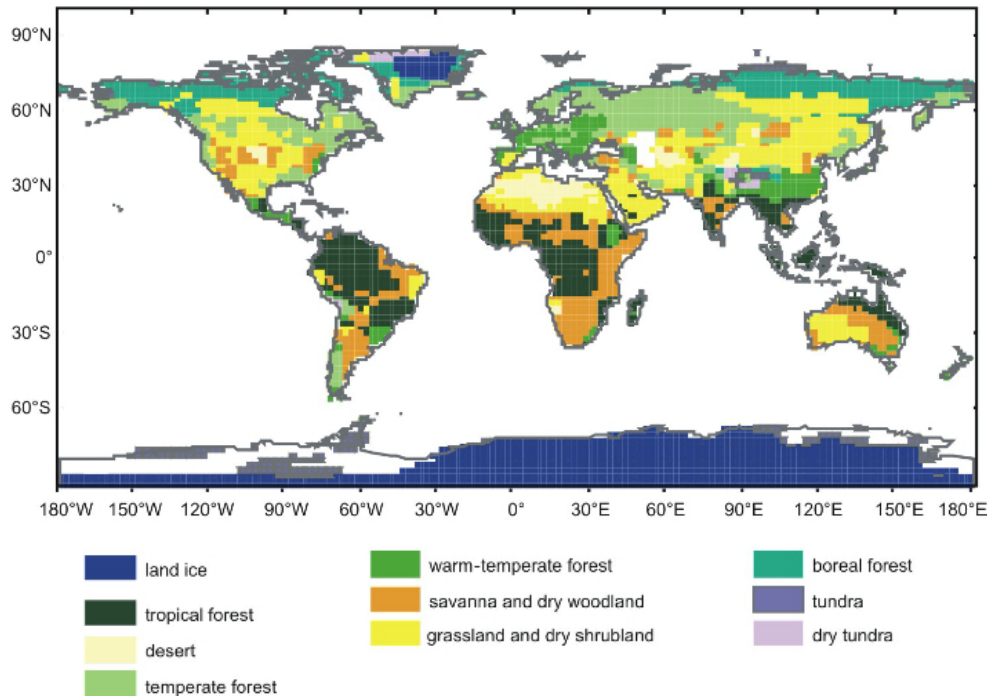 90°N
60°N
30°N
0°
30°S
60°S
180°W 150°W 120°W 90°W 60°W 30°W 0° 30°E 60°E 90°E 120°E 150°E 180°E
land ice
tropical forest
desert
temperate forest
warm-temperate forest
savanna and dry woodland
grassland and dry shrubland
boreal forest
tundra
dry tundra